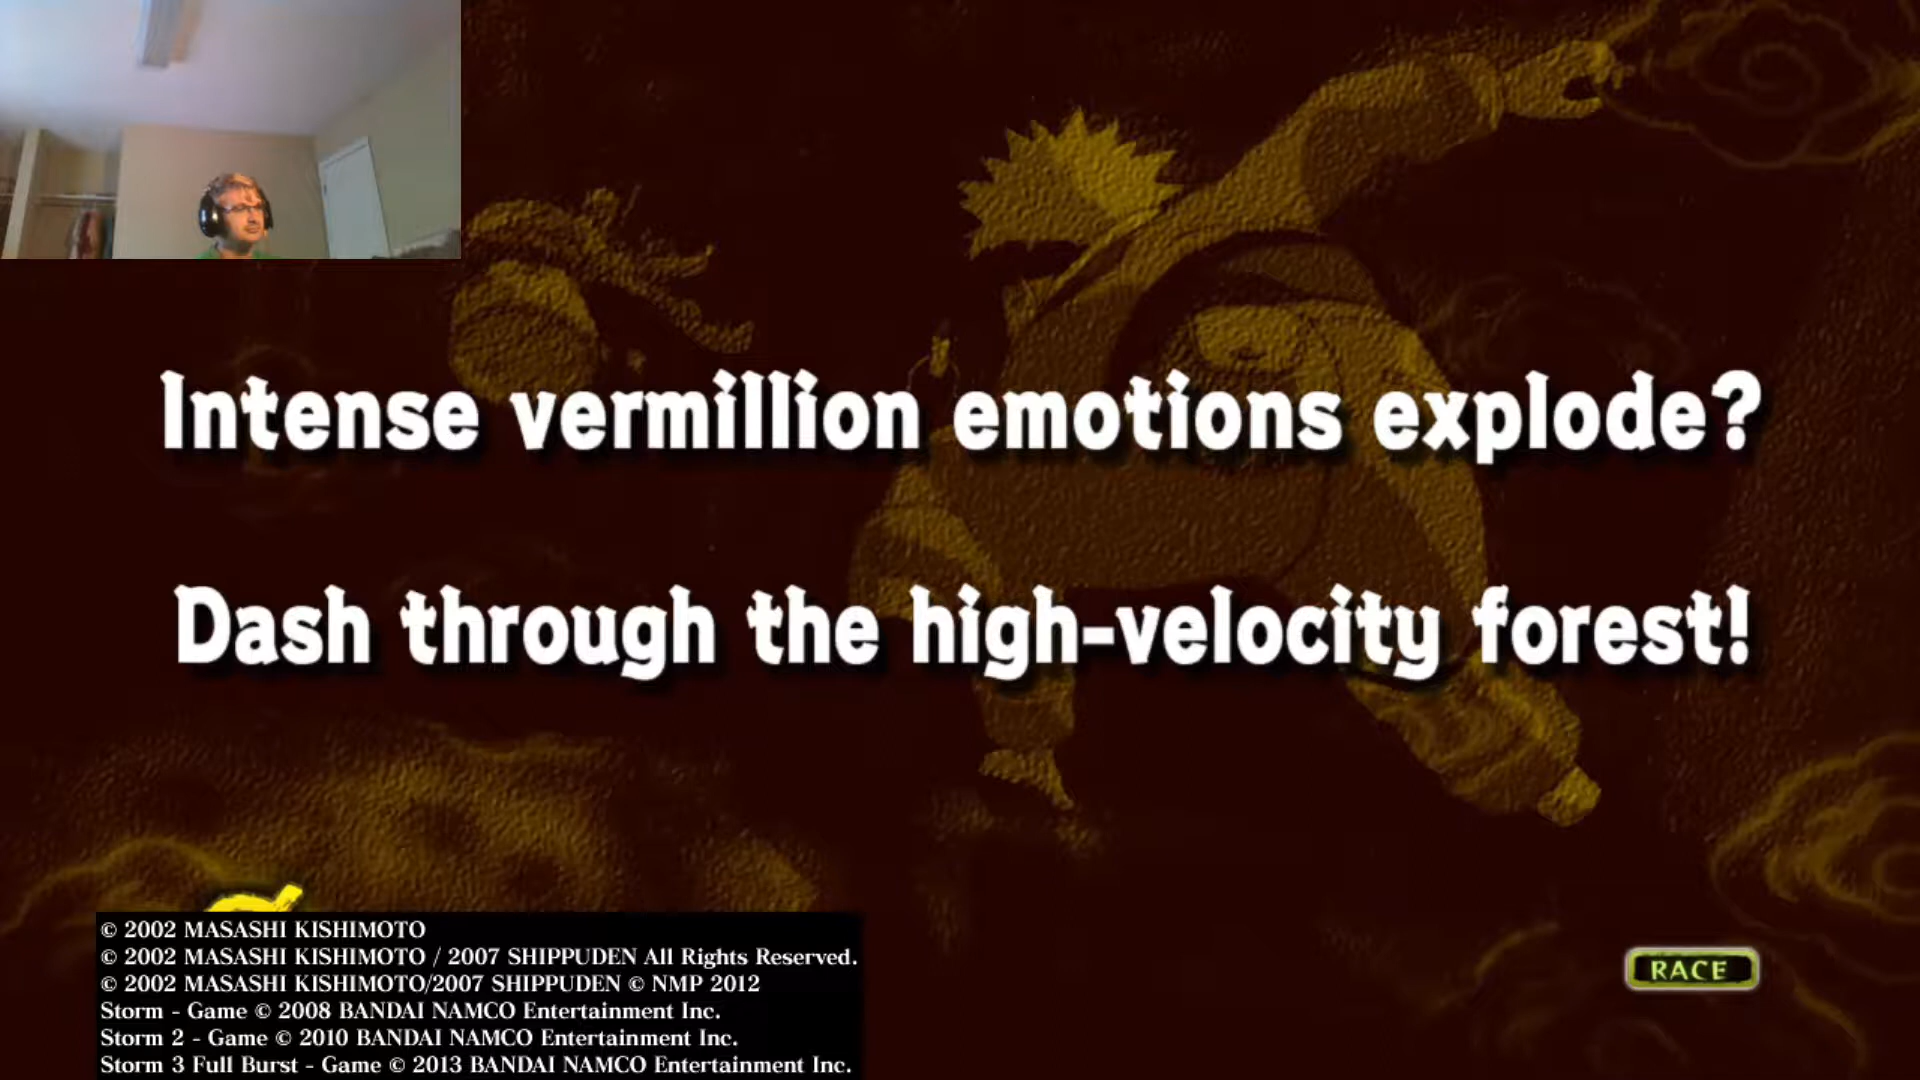 Intense vermillion emotions explode?
Dash through the high-velocity forest!
© 2002 MASASHI KISHIMOTO
© 2002 MASASHI KISHIMOTO / 2007 SHIPPUDEN All Rights Reserved.
© 2002 MASASHI KISHIMOTO/2007 SHIPPUDEN © NMP 2012
Storm - Game © 2008 BANDAI NAMCO Entertainment Inc.
Storm 2 - Game © 2010 BANDAI NAMCO Entertainment Inc.
Storm 3 Full Burst - Game © 2013 BANDAI NAMCO Entertainment Inc.
RACE